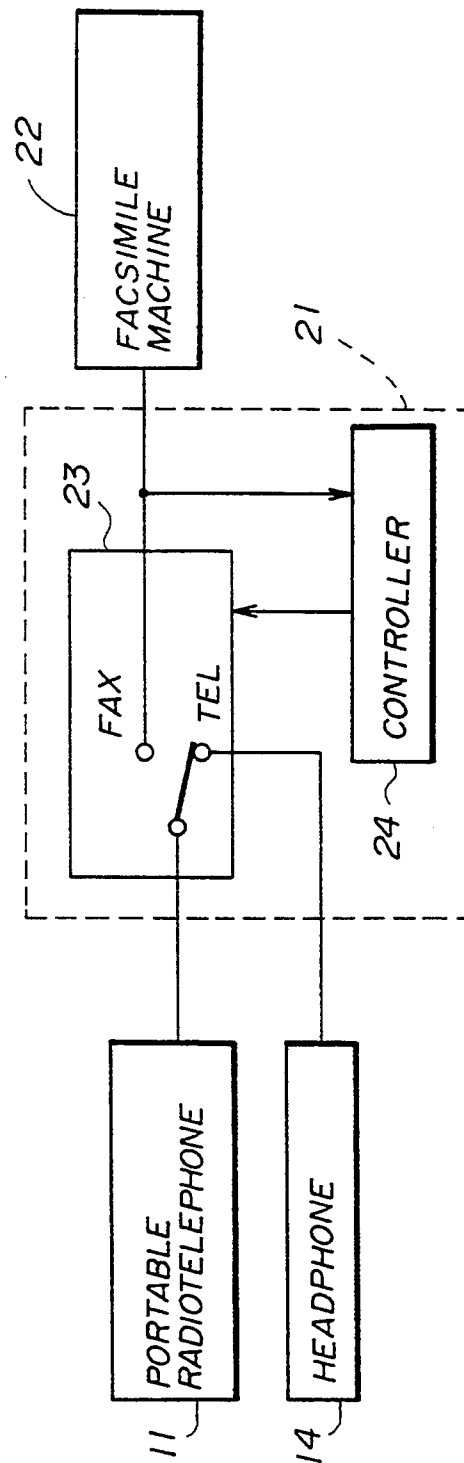 PORTABLE
RADIOTELEPHONE
11
HEADPHONE
14
FAX
TEL
23
CONTROLLER
24
21
FACSIMILE
MACHINE
22